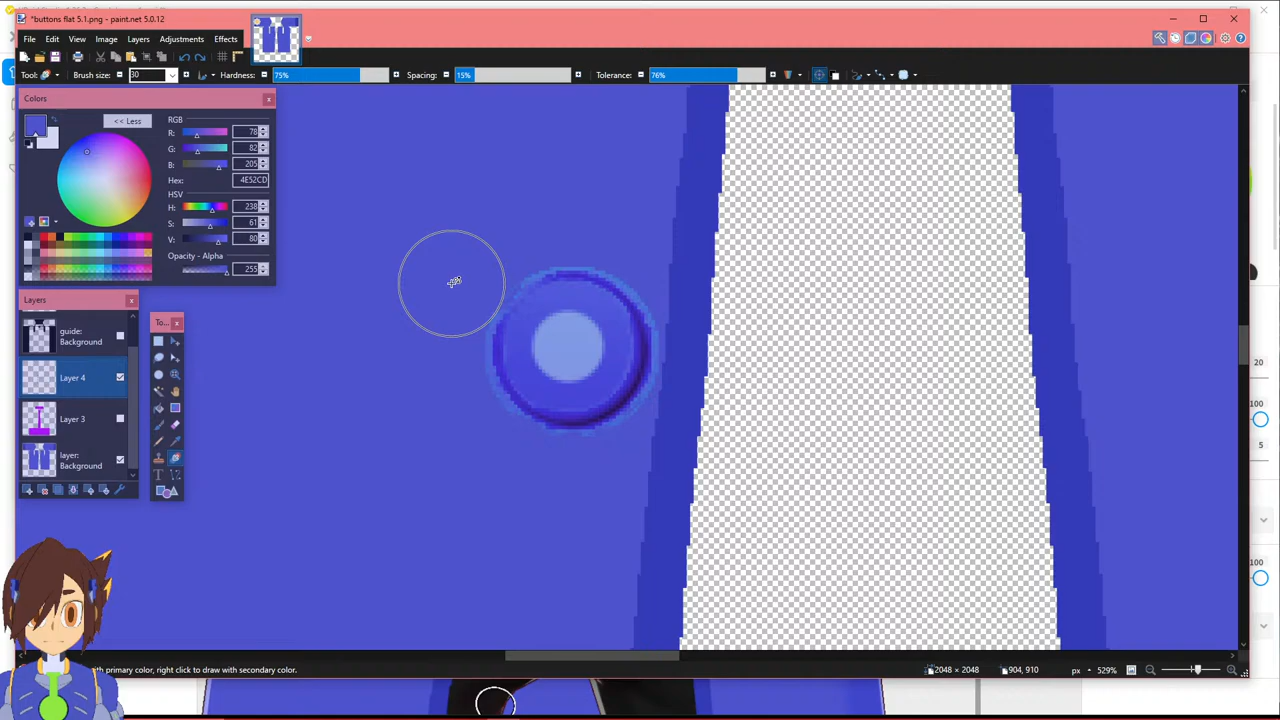 *buttons flat 5.1.png - paint.net 5.0.12
File Edit View Image Layers Adjustments Effects
Tool: Brush size: 30 Hardness: 75% Spacing: 15% Tolerance: 76%
Colors
<< Less
RGB
R: 78
G: 82
B: 205
Hex: 4E52CD
HSV
H: 238
S: 61
V: 80
Opacity - Alpha
255
Layers
guide:
Background
Layer 4
Layer 3
layer:
Background
To...
20
100
5
100
with primary color, right click to draw with secondary color.
2048 × 2048
904, 910
px
529%